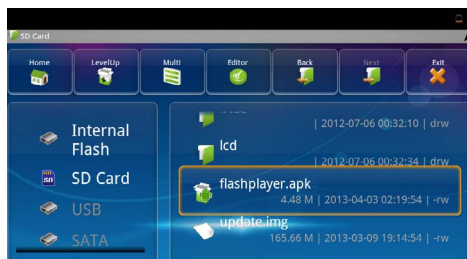 SD Card
Home LevelUp Multi Editor Back Next Exit
Internal Flash
SD Card
USB
SATA
| 2012-07-06 00:32:10 | drw
lcd
| 2012-07-06 00:32:34 | drw
flashplayer.apk
4.48 M | 2013-04-03 02:19:54 | -rw
update.img
165.66 M | 2013-03-09 19:14:54 | -rw